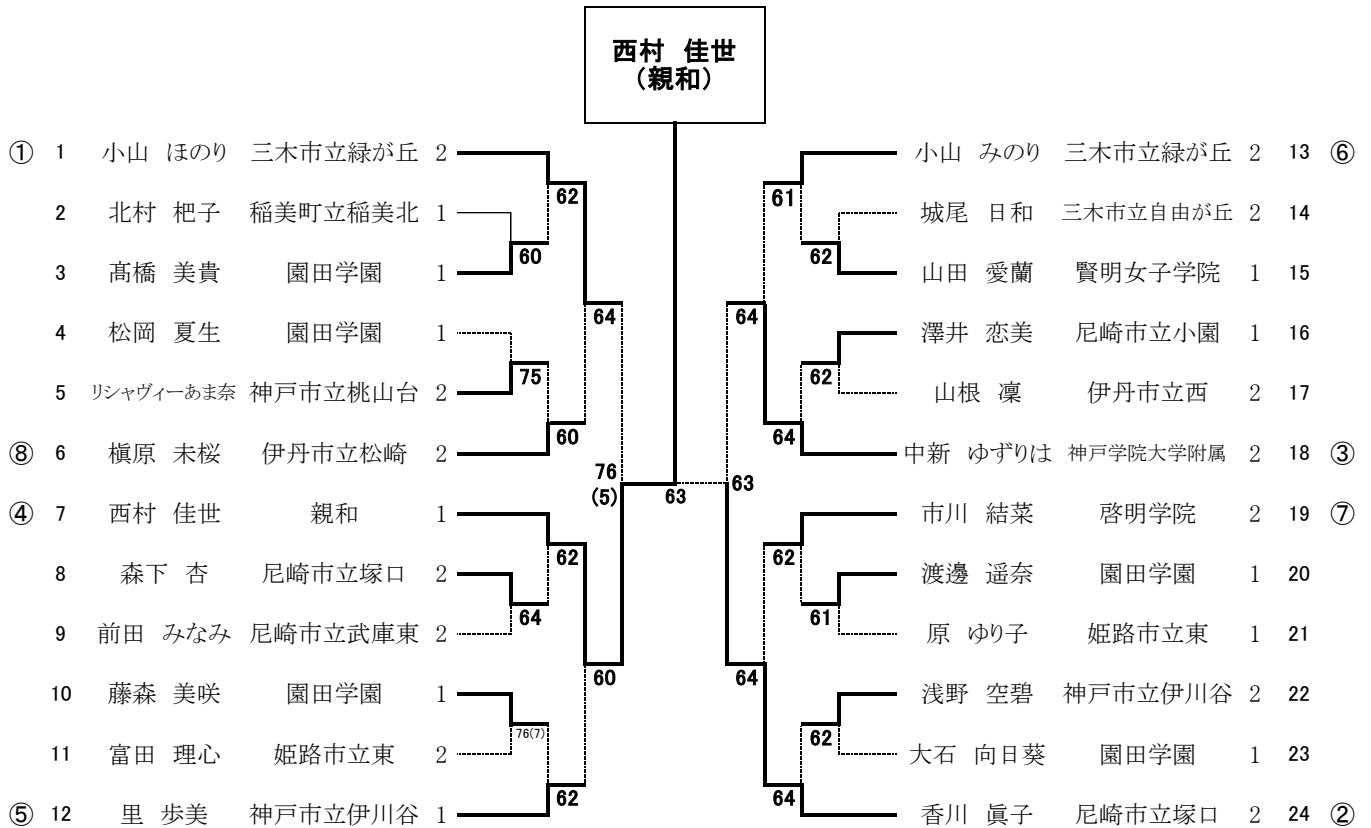 西村 佳世
（親和）
① 1 小山 ほのり 三木市立緑が丘 2
2 北村 杷子 稲美町立稲美北 1
3 髙橋 美貴 園田学園 1
4 松岡 夏生 園田学園 1
5 リシャヴィーあま奈 神戸市立桃山台 2
⑧ 6 槇原 未桜 伊丹市立松崎 2
④ 7 西村 佳世 親和 1
8 森下 杏 尼崎市立塚口 2
9 前田 みなみ 尼崎市立武庫東 2
10 藤森 美咲 園田学園 1
11 富田 理心 姫路市立東 2
⑤ 12 里 歩美 神戸市立伊川谷 1
62
60
75
60
62
64
76(7)
62
64
60
76
(5)
63
63
64
64
61
62
62
64
62
61
62
64
小山 みのり 三木市立緑が丘 2 13 ⑥
城尾 日和 三木市立自由が丘 2 14
山田 愛蘭 賢明女子学院 1 15
澤井 恋美 尼崎市立小園 1 16
山根 凜 伊丹市立西 2 17
中新 ゆずりは 神戸学院大学附属 2 18 ③
市川 結菜 啓明学院 2 19 ⑦
渡邊 遥奈 園田学園 1 20
原 ゆり子 姫路市立東 1 21
浅野 空碧 神戸市立伊川谷 2 22
大石 向日葵 園田学園 1 23
香川 眞子 尼崎市立塚口 2 24 ②